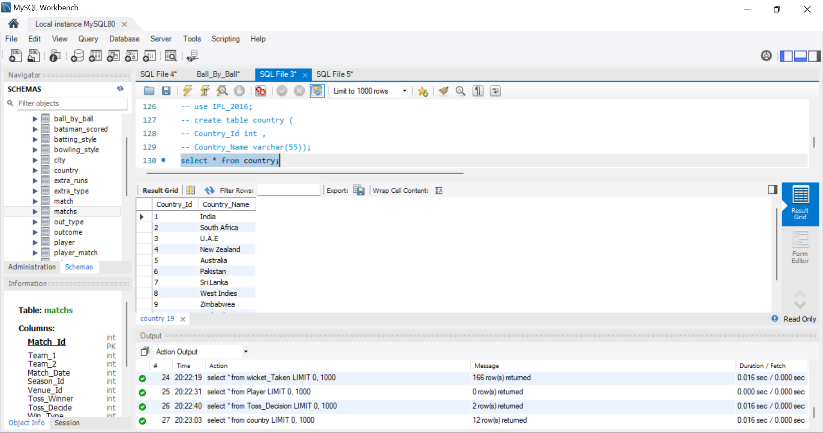 MySQL Workbench
Local instance MySQL80
File Edit View Query Database Server Tools Scripting Help
Navigator
SCHEMAS
Filter objects
ball_by_ball
batsman_scored
batting_style
bowling_style
city
country
extra_runs
extra_type
match
matchs
out_type
outcome
player
player_match
Administration Schemas
Information
Table: matchs
Columns:
Match_Id int PK
Team_1 int
Team_2 int
Match_Date int
Season_Id int
Venue_Id int
Toss_Winner int
Toss_Decide int
Win_Type int
Object Info Session
SQL File 4* Ball_By_Ball* SQL File 3* SQL File 5*
Limit to 1000 rows
126 -- use IPL_2016;
127 -- create table country (
128 -- Country_Id int ,
129 -- Country_Name varchar(55));
130 select * from country;
Result Grid Filter Rows: Export: Wrap Cell Content:
Country_Id Country_Name
1 India
2 South Africa
3 U.A.E
4 New Zealand
5 Australia
6 Pakistan
7 Sri Lanka
8 West Indies
9 Zimbabwea
Result Grid
Form Editor
country 19
Read Only
Output
Action Output
# Time Action Message Duration / Fetch
24 20:22:19 select * from wicket_Taken LIMIT 0, 1000 166 row(s) returned 0.016 sec / 0.000 sec
25 20:22:31 select * from Player LIMIT 0, 1000 0 row(s) returned 0.000 sec / 0.000 sec
26 20:22:40 select * from Toss_Decision LIMIT 0, 1000 2 row(s) returned 0.016 sec / 0.000 sec
27 20:23:03 select * from country LIMIT 0, 1000 12 row(s) returned 0.016 sec / 0.000 sec